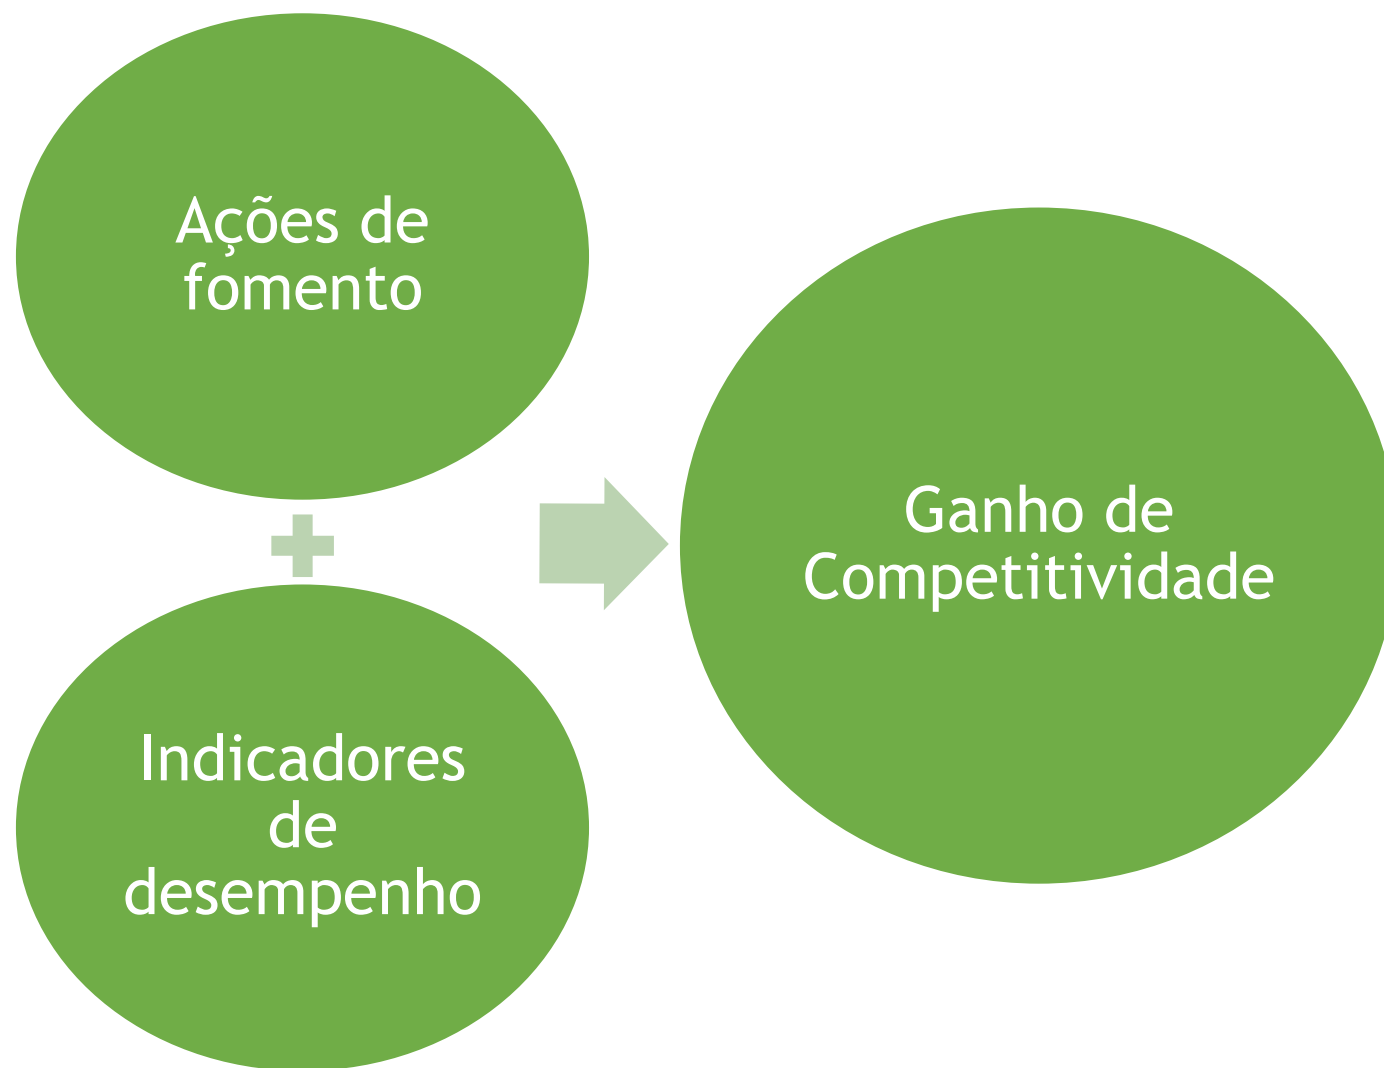 Ações de
fomento
Indicadores
de
desempenho
Ganho de
Competitividade